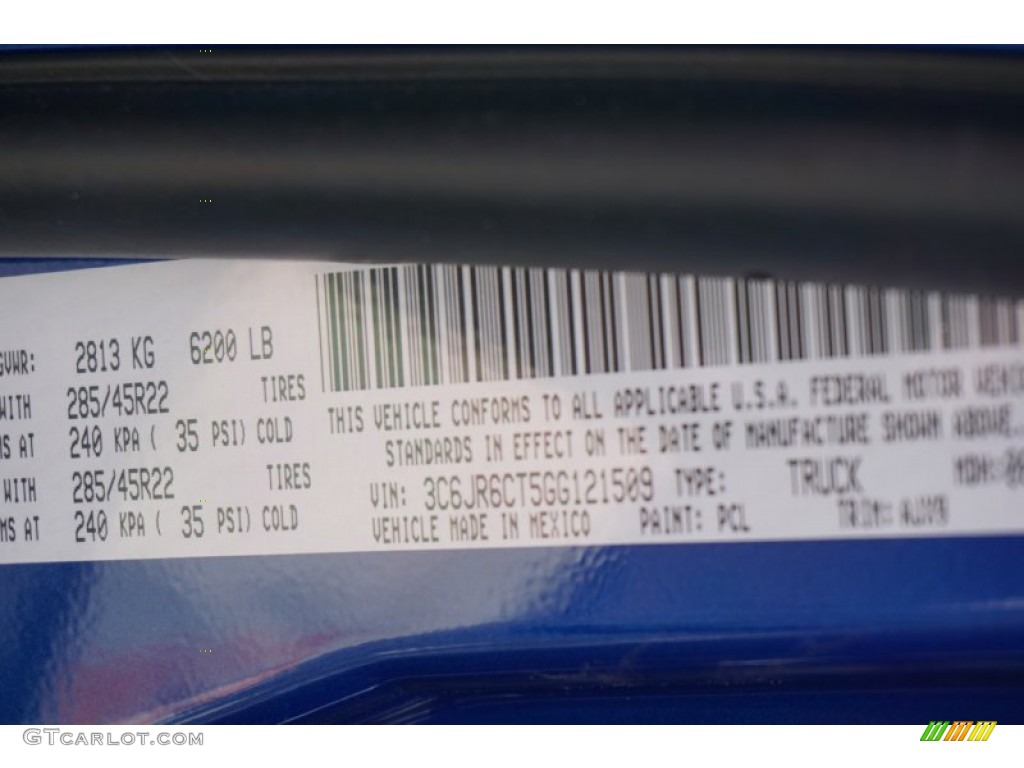 GVWR: 2813 KG 6200 LB
WITH 285/45R22 TIRES
MS AT 240 KPA ( 35 PSI) COLD
WITH 285/45R22 TIRES
MS AT 240 KPA ( 35 PSI) COLD
THIS VEHICLE CONFORMS TO ALL APPLICABLE U.S.A. FEDERAL MOTOR
STANDARDS IN EFFECT ON THE DATE OF MANUFACTURE SHOWN ABOVE.
VIN: 3C6JR6CT5GG121509 TYPE: TRUCK MDH:
VEHICLE MADE IN MEXICO PAINT: PCL TRIM:
GTcarlot.com